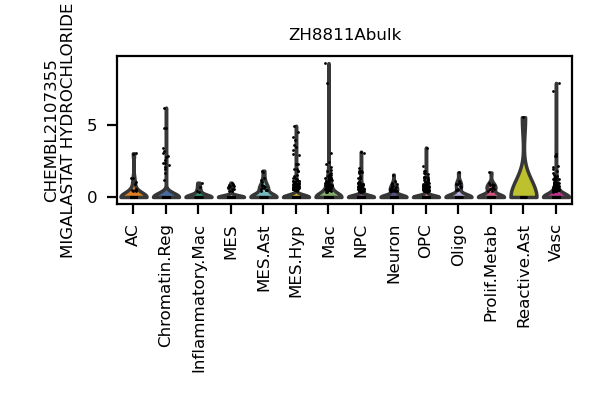 ZH8811Abulk
CHEMBL2107355
MIGALASTAT HYDROCHLORIDE
5
0
AC
Chromatin.Reg
Inflammatory.Mac
MES
MES.Ast
MES.Hyp
Mac
NPC
Neuron
OPC
Oligo
Prolif.Metab
Reactive.Ast
Vasc